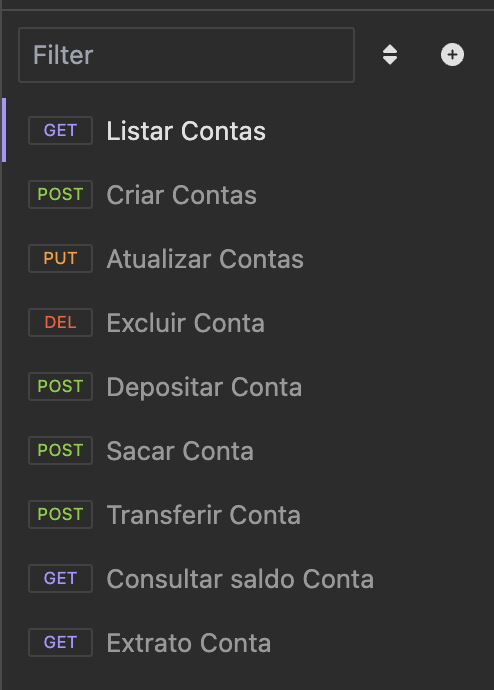 Filter
GET Listar Contas
POST Criar Contas
PUT Atualizar Contas
DEL Excluir Conta
POST Depositar Conta
POST Sacar Conta
POST Transferir Conta
GET Consultar saldo Conta
GET Extrato Conta